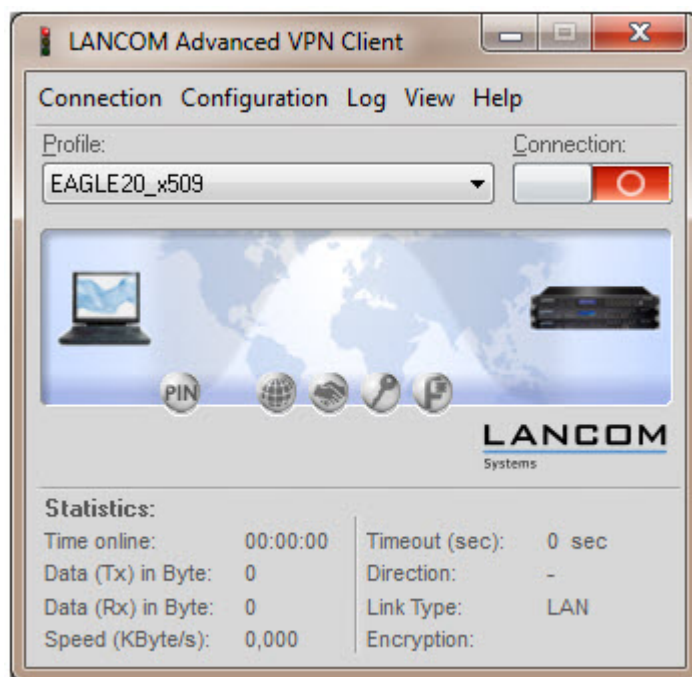 LANCOM Advanced VPN Client
Connection Configuration Log View Help
Profile: Connection:
EAGLE20_x509
PIN
LANCOM
Systems
Statistics:
Time online: 00:00:00 Timeout (sec): 0 sec
Data (Tx) in Byte: 0 Direction: -
Data (Rx) in Byte: 0 Link Type: LAN
Speed (KByte/s): 0,000 Encryption: